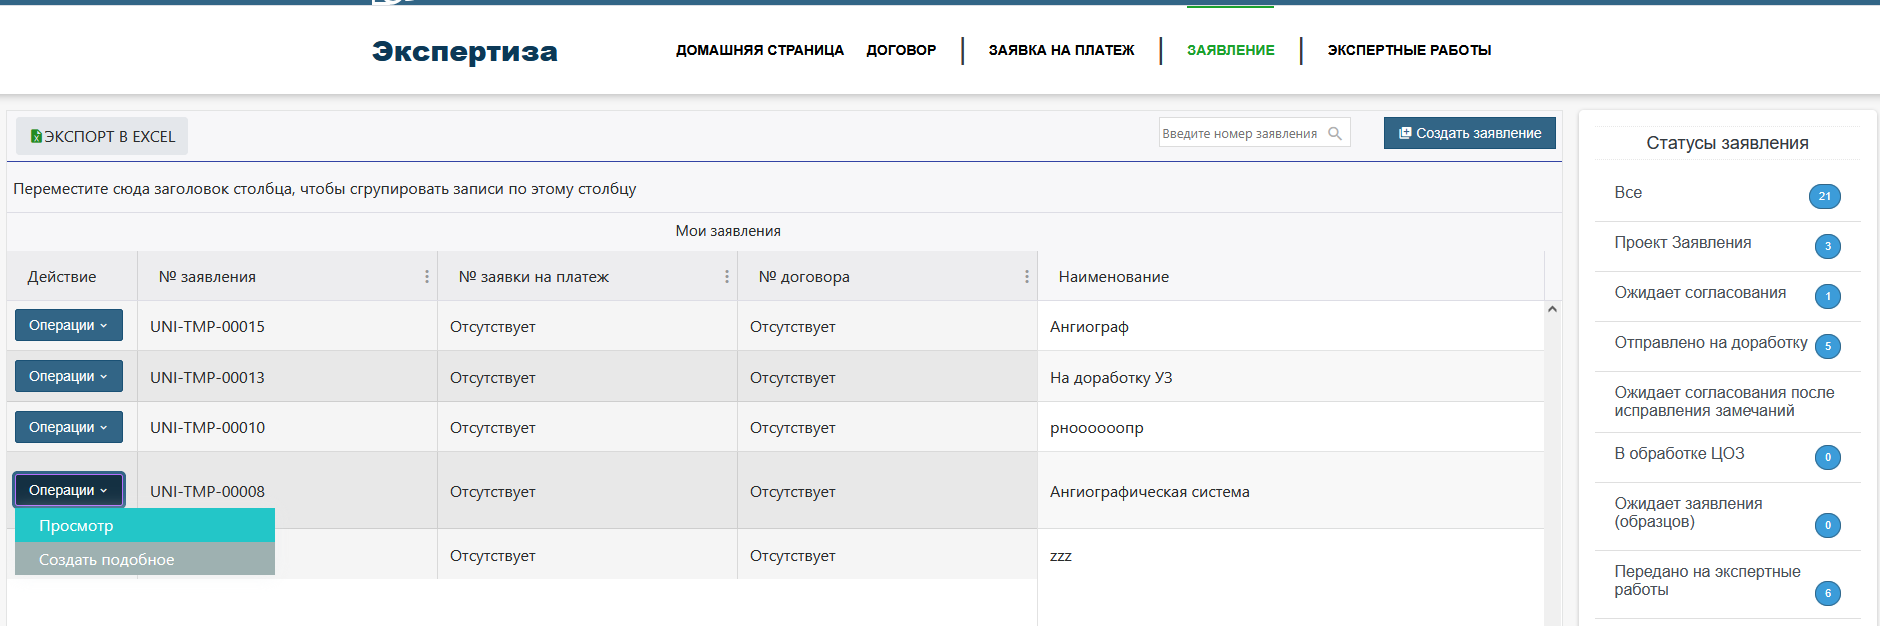 Экспертиза
ДОМАШНЯЯ СТРАНИЦА ДОГОВОР ЗАЯВКА НА ПЛАТЕЖ ЗАЯВЛЕНИЕ ЭКСПЕРТНЫЕ РАБОТЫ
ЭКСПОРТ В EXCEL
Введите номер заявления
Создать заявление
Переместите сюда заголовок столбца, чтобы сгрупировать записи по этому столбцу
Мои заявления
Действие № заявления № заявки на платеж № договора Наименование
Операции UNI-TMP-00015 Отсутствует Отсутствует Ангиограф
Операции UNI-TMP-00013 Отсутствует Отсутствует На доработку УЗ
Операции UNI-TMP-00010 Отсутствует Отсутствует рноооооопр
Операции UNI-TMP-00008 Отсутствует Отсутствует Ангиографическая система
Просмотр
Создать подобное
Отсутствует Отсутствует zzz
Статусы заявления
Все 21
Проект Заявления 3
Ожидает согласования 1
Отправлено на доработку 5
Ожидает согласования после
исправления замечаний
В обработке ЦОЗ 0
Ожидает заявления
(образцов) 0
Передано на экспертные
работы 6